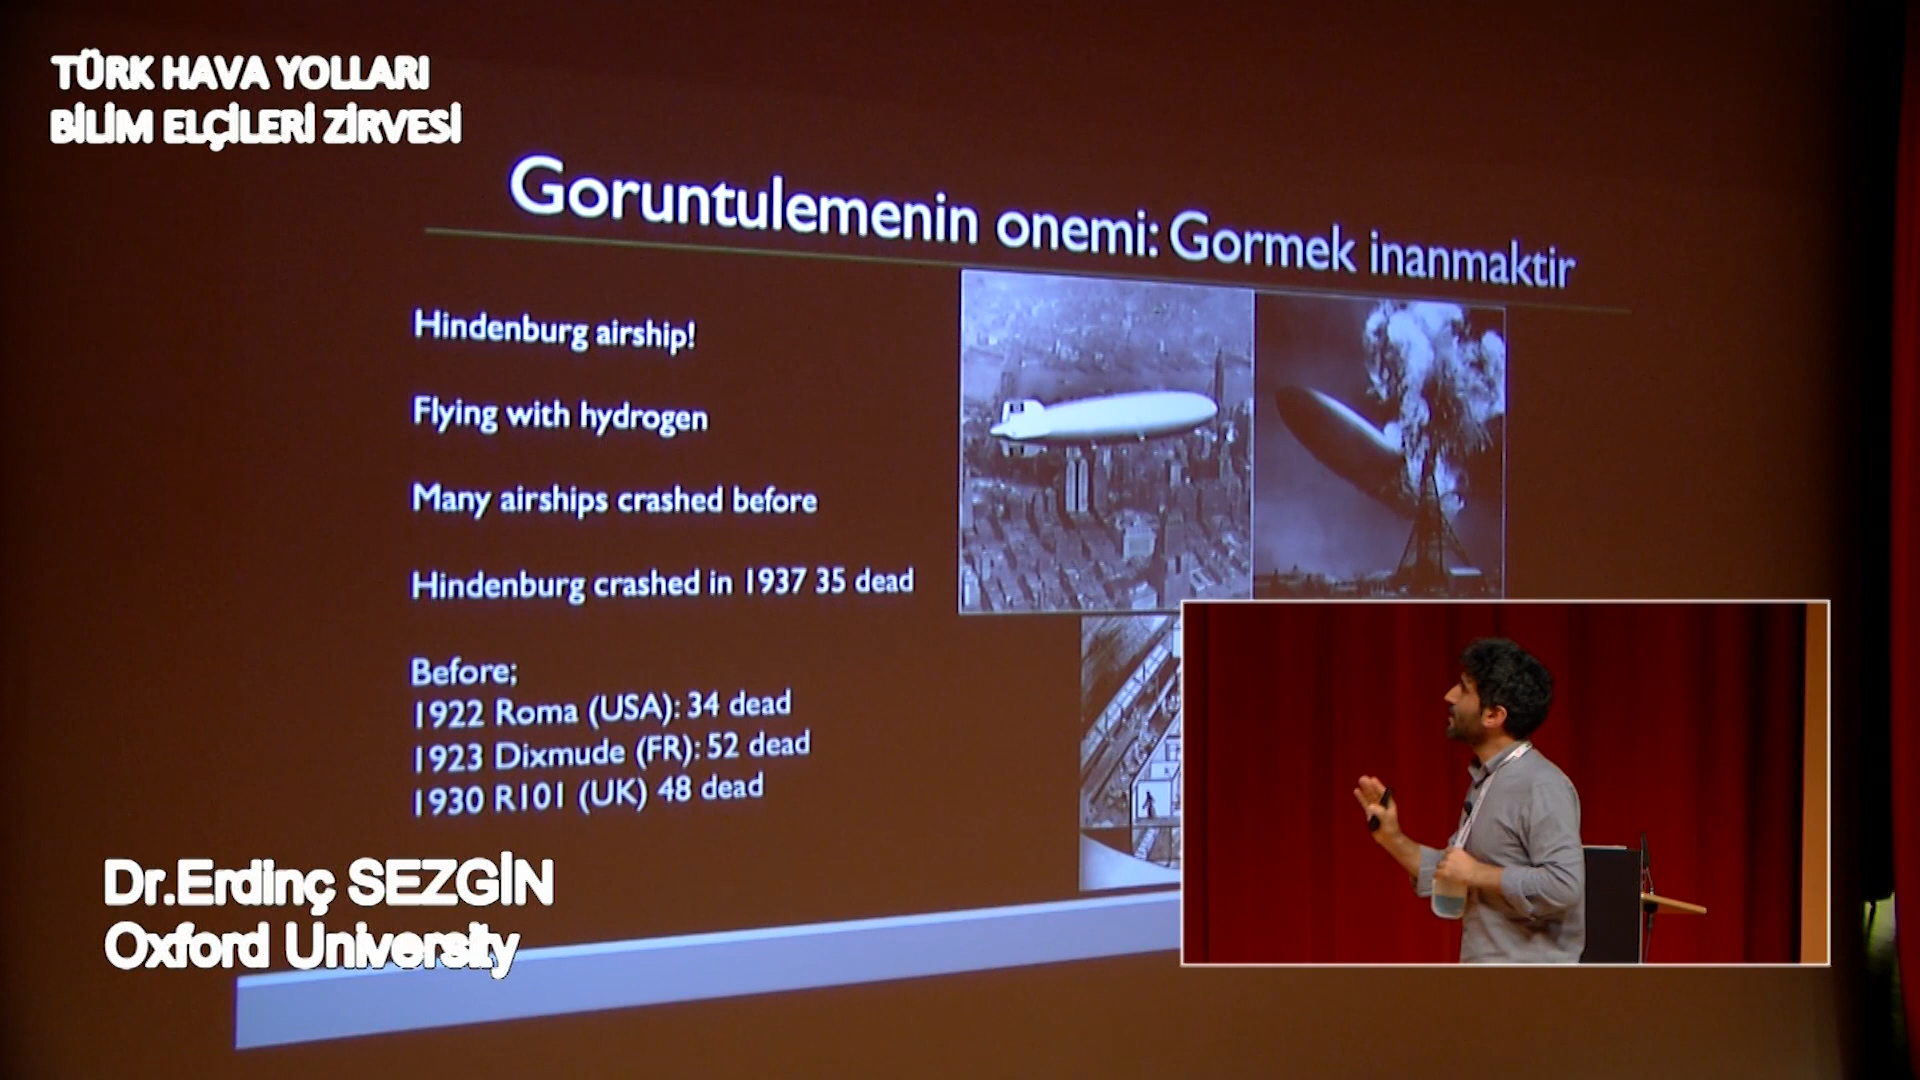 TÜRK HAVA YOLLARI
BİLİM ELÇİLERİ ZİRVESİ
Goruntulemenin onemi: Gormek inanmaktir
Hindenburg airship!
Flying with hydrogen
Many airships crashed before
Hindenburg crashed in 1937 35 dead
Before;
1922 Roma (USA): 34 dead
1923 Dixmude (FR): 52 dead
1930 R101 (UK) 48 dead
Dr.Erdinç SEZGİN
Oxford University